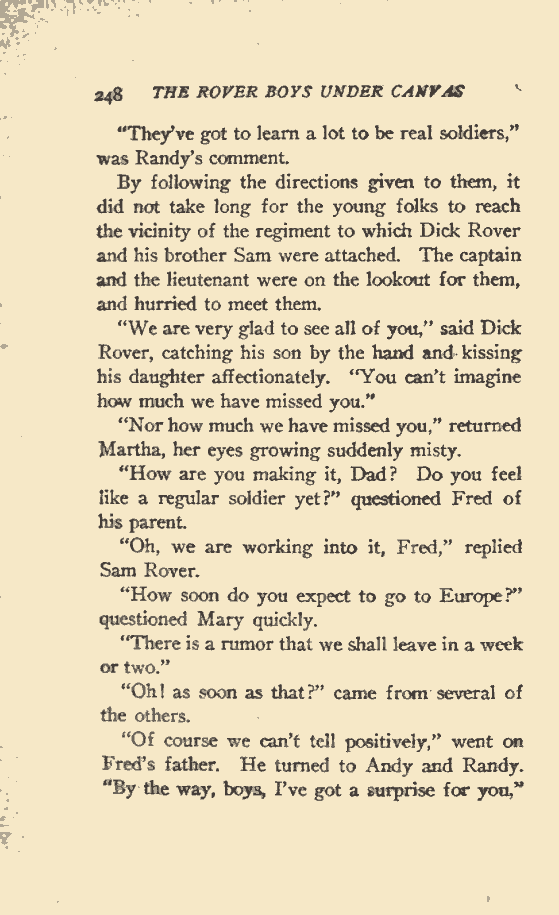 248 THE ROVER BOYS UNDER CANVAS
“They’ve got to learn a lot to be real soldiers,”
was Randy’s comment.
By following the directions given to them, it
did not take long for the young folks to reach
the vicinity of the regiment to which Dick Rover
and his brother Sam were attached. The captain
and the lieutenant were on the lookout for them,
and hurried to meet them.
“We are very glad to see all of you,” said Dick
Rover, catching his son by the hand and kissing
his daughter affectionately. “You can’t imagine
how much we have missed you.”
“Nor how much we have missed you,” returned
Martha, her eyes growing suddenly misty.
“How are you making it, Dad? Do you feel
like a regular soldier yet?” questioned Fred of
his parent.
“Oh, we are working into it, Fred,” replied
Sam Rover.
“How soon do you expect to go to Europe?”
questioned Mary quickly.
“There is a rumor that we shall leave in a week
or two.”
“Oh! as soon as that?” came from several of
the others.
“Of course we can’t tell positively,” went on
Fred’s father. He turned to Andy and Randy.
“By the way, boys, I’ve got a surprise for you,”